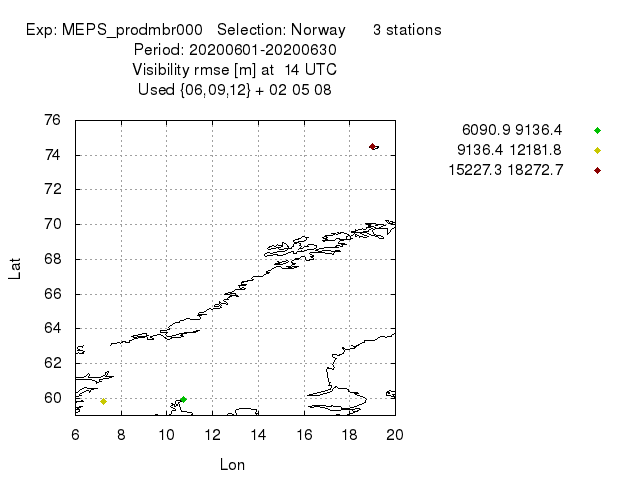 Exp: MEPS_prodmbr000   Selection: Norway      3 stations
Period: 20200601-20200630
Visibility rmse [m] at  14 UTC
Used {06,09,12} + 02 05 08
6090.9 9136.4
9136.4 12181.8
15227.3 18272.7
76
74
72
70
68
66
64
62
60
Lat
6 8 10 12 14 16 18 20
Lon